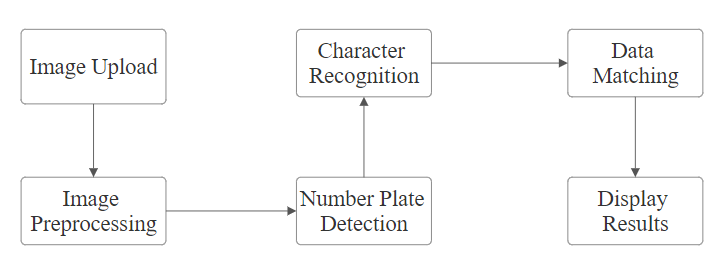 Image Upload
Image
Preprocessing
Number Plate
Detection
Character
Recognition
Data
Matching
Display
Results